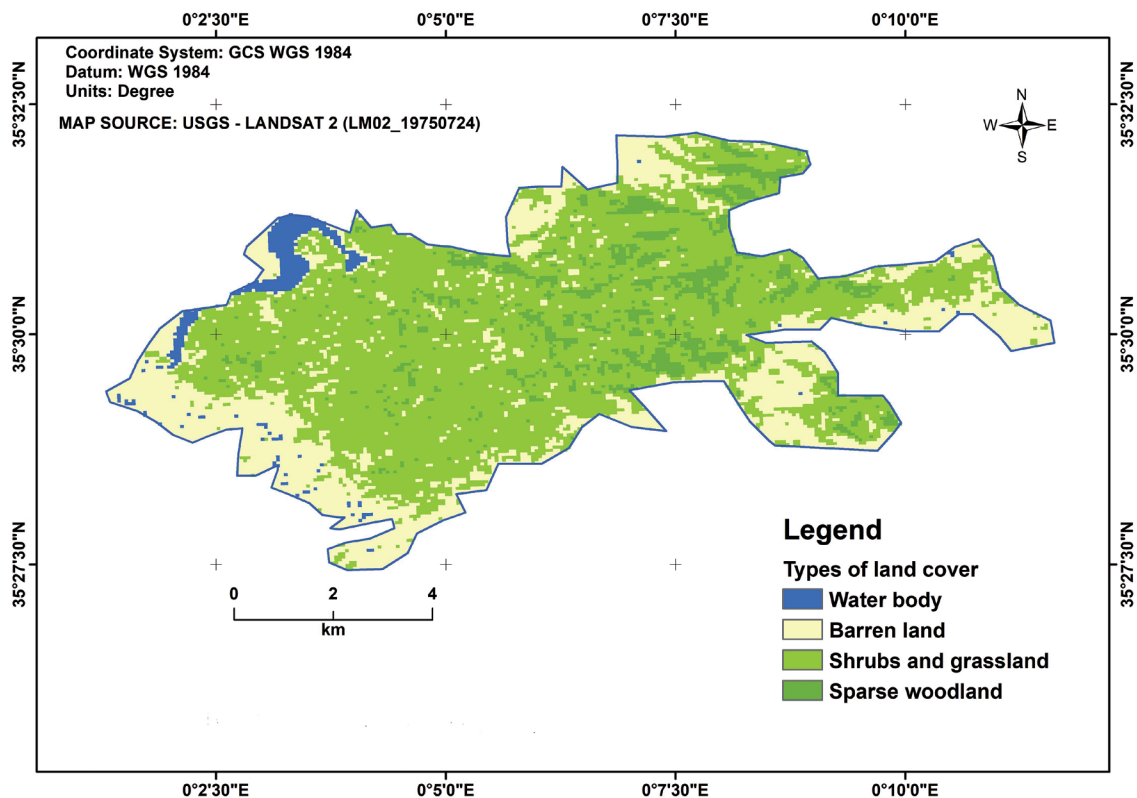 0°2'30"E 0°5'0"E 0°7'30"E 0°10'0"E
Coordinate System: GCS WGS 1984
Datum: WGS 1984
Units: Degree
MAP SOURCE: USGS - LANDSAT 2 (LM02_19750724)
N
W E
S
35°32'30"N 35°32'30"N
35°30'0"N 35°30'0"N
35°27'30"N 35°27'30"N
0 2 4
km
Legend
Types of land cover
Water body
Barren land
Shrubs and grassland
Sparse woodland
0°2'30"E 0°5'0"E 0°7'30"E 0°10'0"E